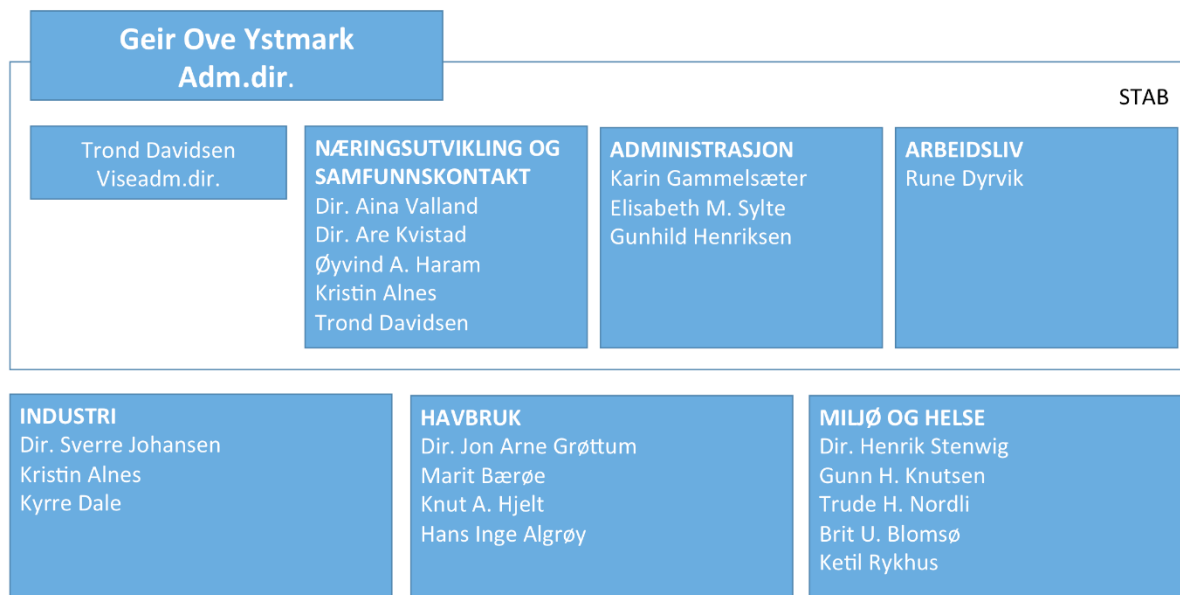 Geir Ove Ystmark
Adm.dir.
STAB
Trond Davidsen
Viseadm.dir.
NÆRINGSUTVIKLING OG
SAMFUNNSKONTAKT
Dir. Aina Valland
Dir. Are Kvistad
Øyvind A. Haram
Kristin Alnes
Trond Davidsen
ADMINISTRASJON
Karin Gammelsæter
Elisabeth M. Sylte
Gunhild Henriksen
ARBEIDSLIV
Rune Dyrvik
INDUSTRI
Dir. Sverre Johansen
Kristin Alnes
Kyrre Dale
HAVBRUK
Dir. Jon Arne Grøttum
Marit Bærøe
Knut A. Hjelt
Hans Inge Algrøy
MILJØ OG HELSE
Dir. Henrik Stenwig
Gunn H. Knutsen
Trude H. Nordli
Brit U. Blomsø
Ketil Rykhus